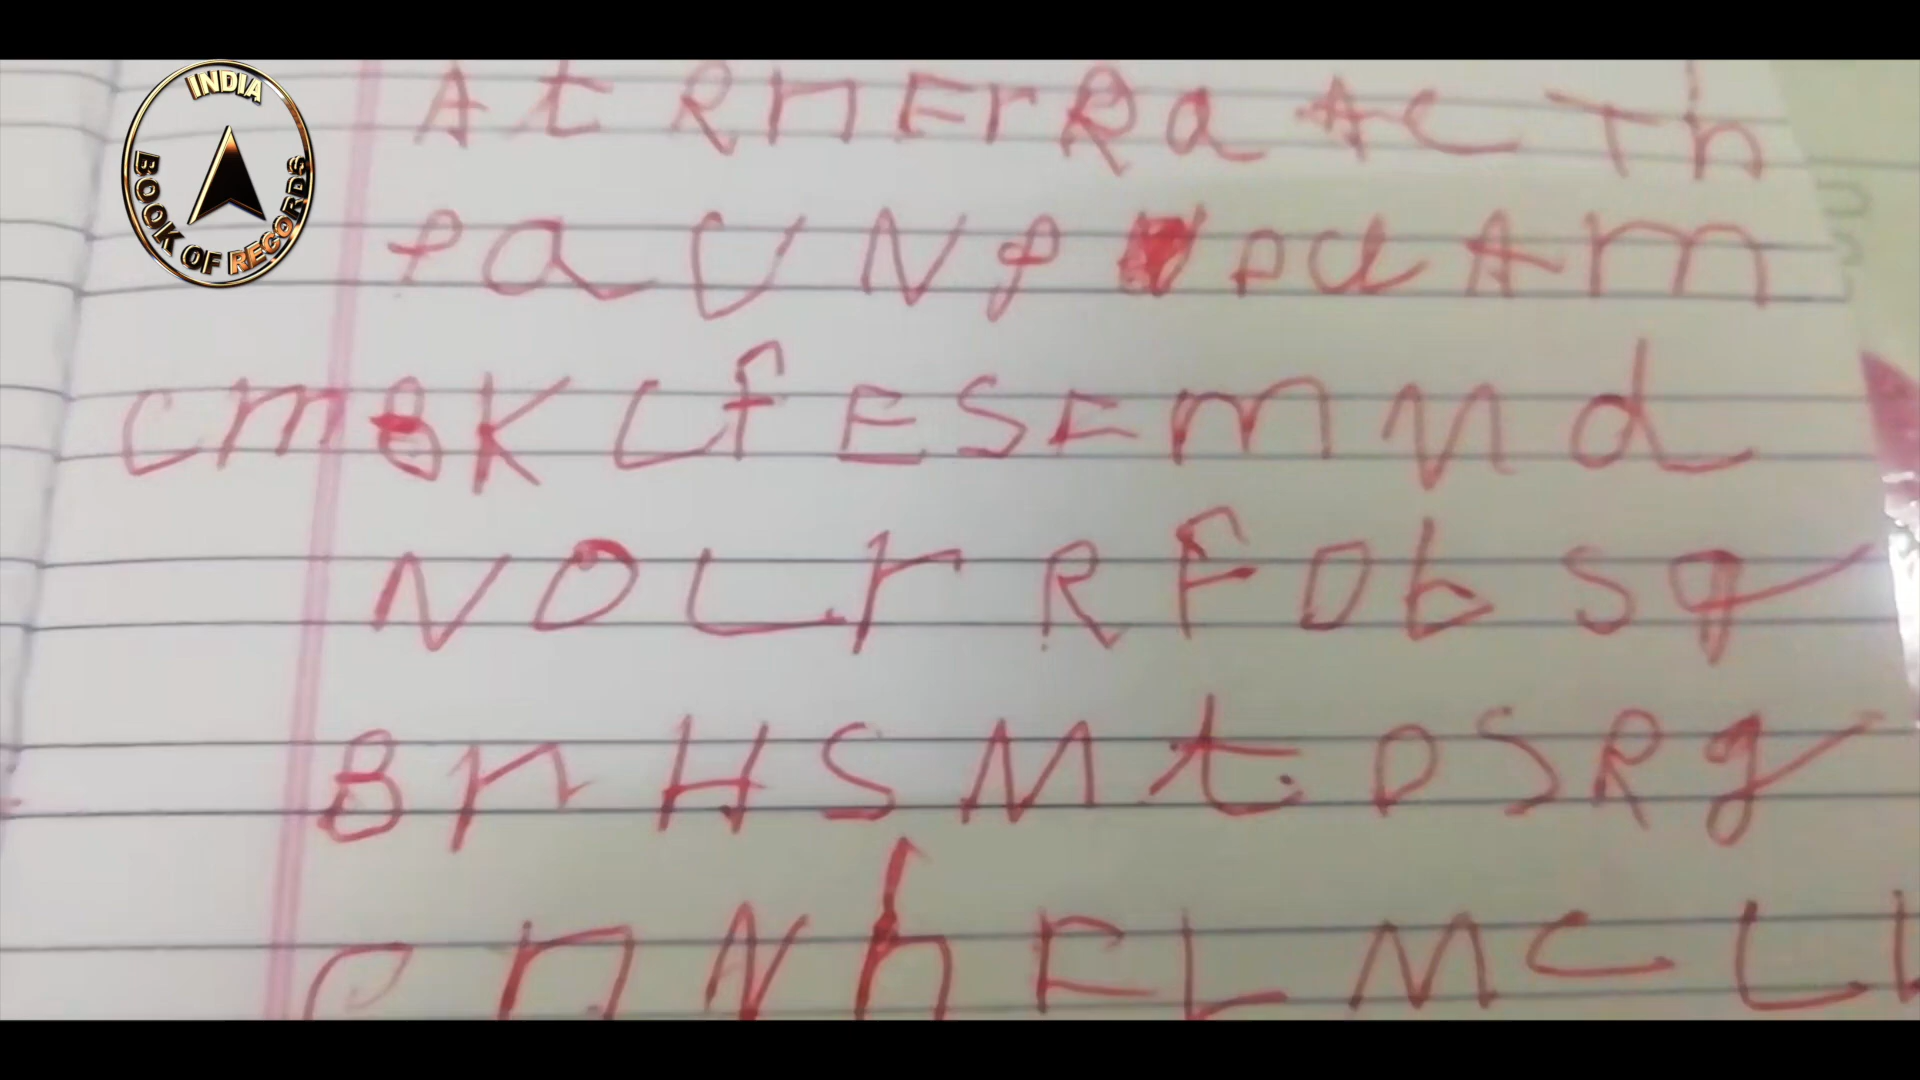 INDIA
BOOK OF RECORDS
A t R n E r R a A C T h
P a U N P D d A m
C m B K L f E S E m n d
N O L r R F D b S g
B n H S M t D S R g
n N h E L M C L